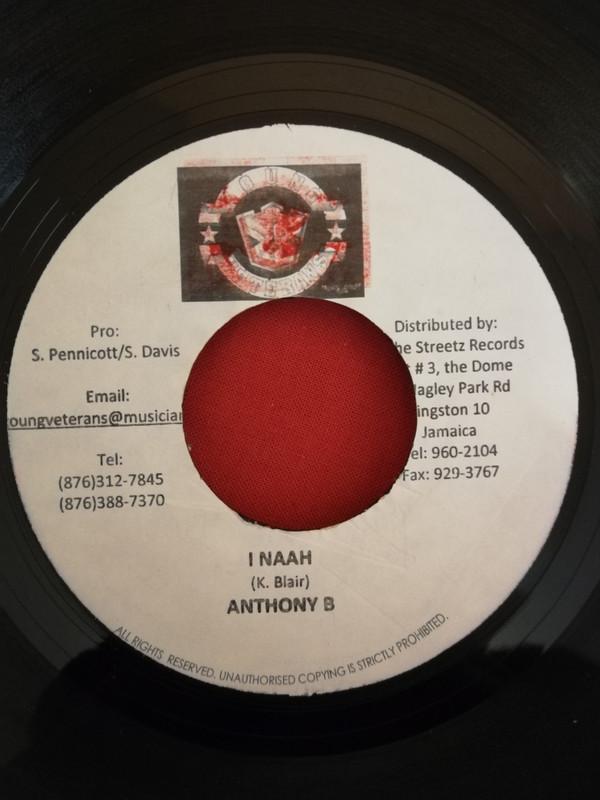 Pro:
S. Pennicott/S. Davis
Email:
oungveterans@musician
Tel:
(876)312-7845
(876)388-7370
Distributed by:
he Streetz Records
# 3, the Dome
agley Park Rd
ingston 10
Jamaica
el: 960-2104
Fax: 929-3767
I NAAH
(K. Blair)
ANTHONY B
ALL RIGHTS RESERVED. UNAUTHORISED COPYING IS STRICTLY PROHIBITED.